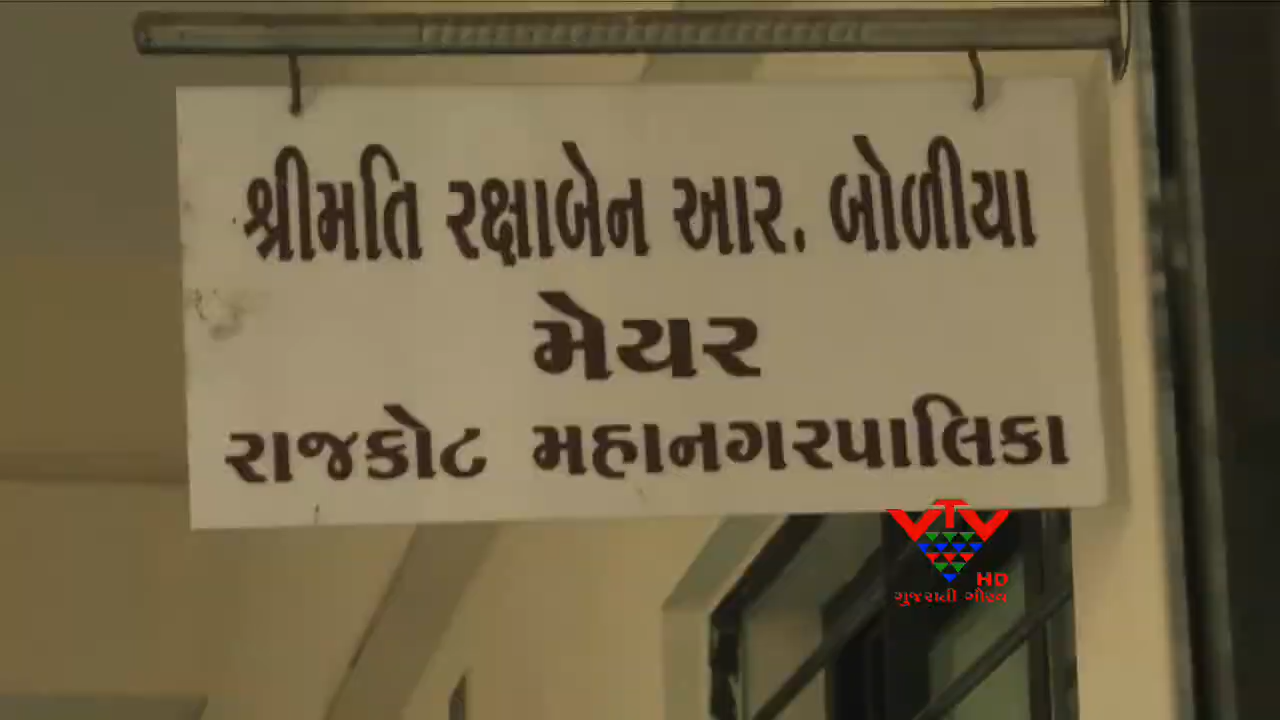 શ્રીમતિ રક્ષાબેન આર. બોળીયા
મેયર
રાજકોટ મહાનગરપાલિકા
VTV
HD
ગુજરાતી ગૌરવ